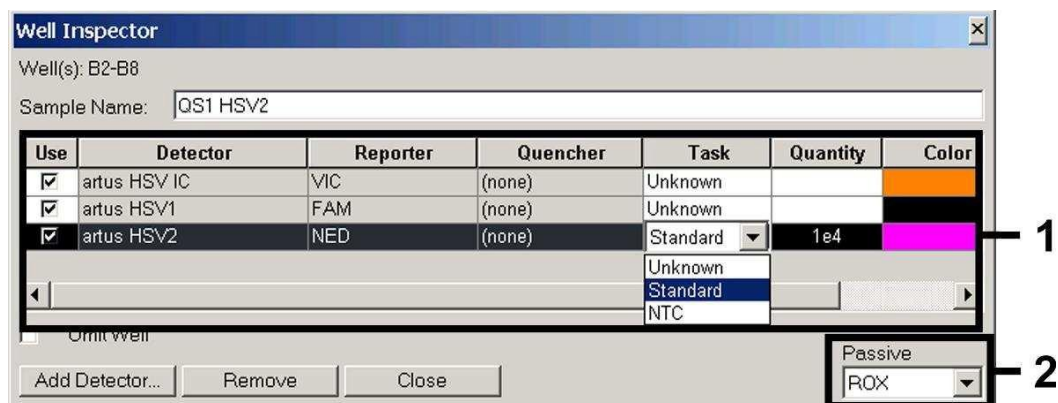 Well Inspector
Well(s): B2-B8
Sample Name: QS1 HSV2
Use Detector Reporter Quencher Task Quantity Color
artus HSV IC VIC (none) Unknown
artus HSV1 FAM (none) Unknown
artus HSV2 NED (none) Standard 1e4
1
Unknown
Standard
NTC
Omit Well
Passive
Add Detector... Remove Close ROX
2